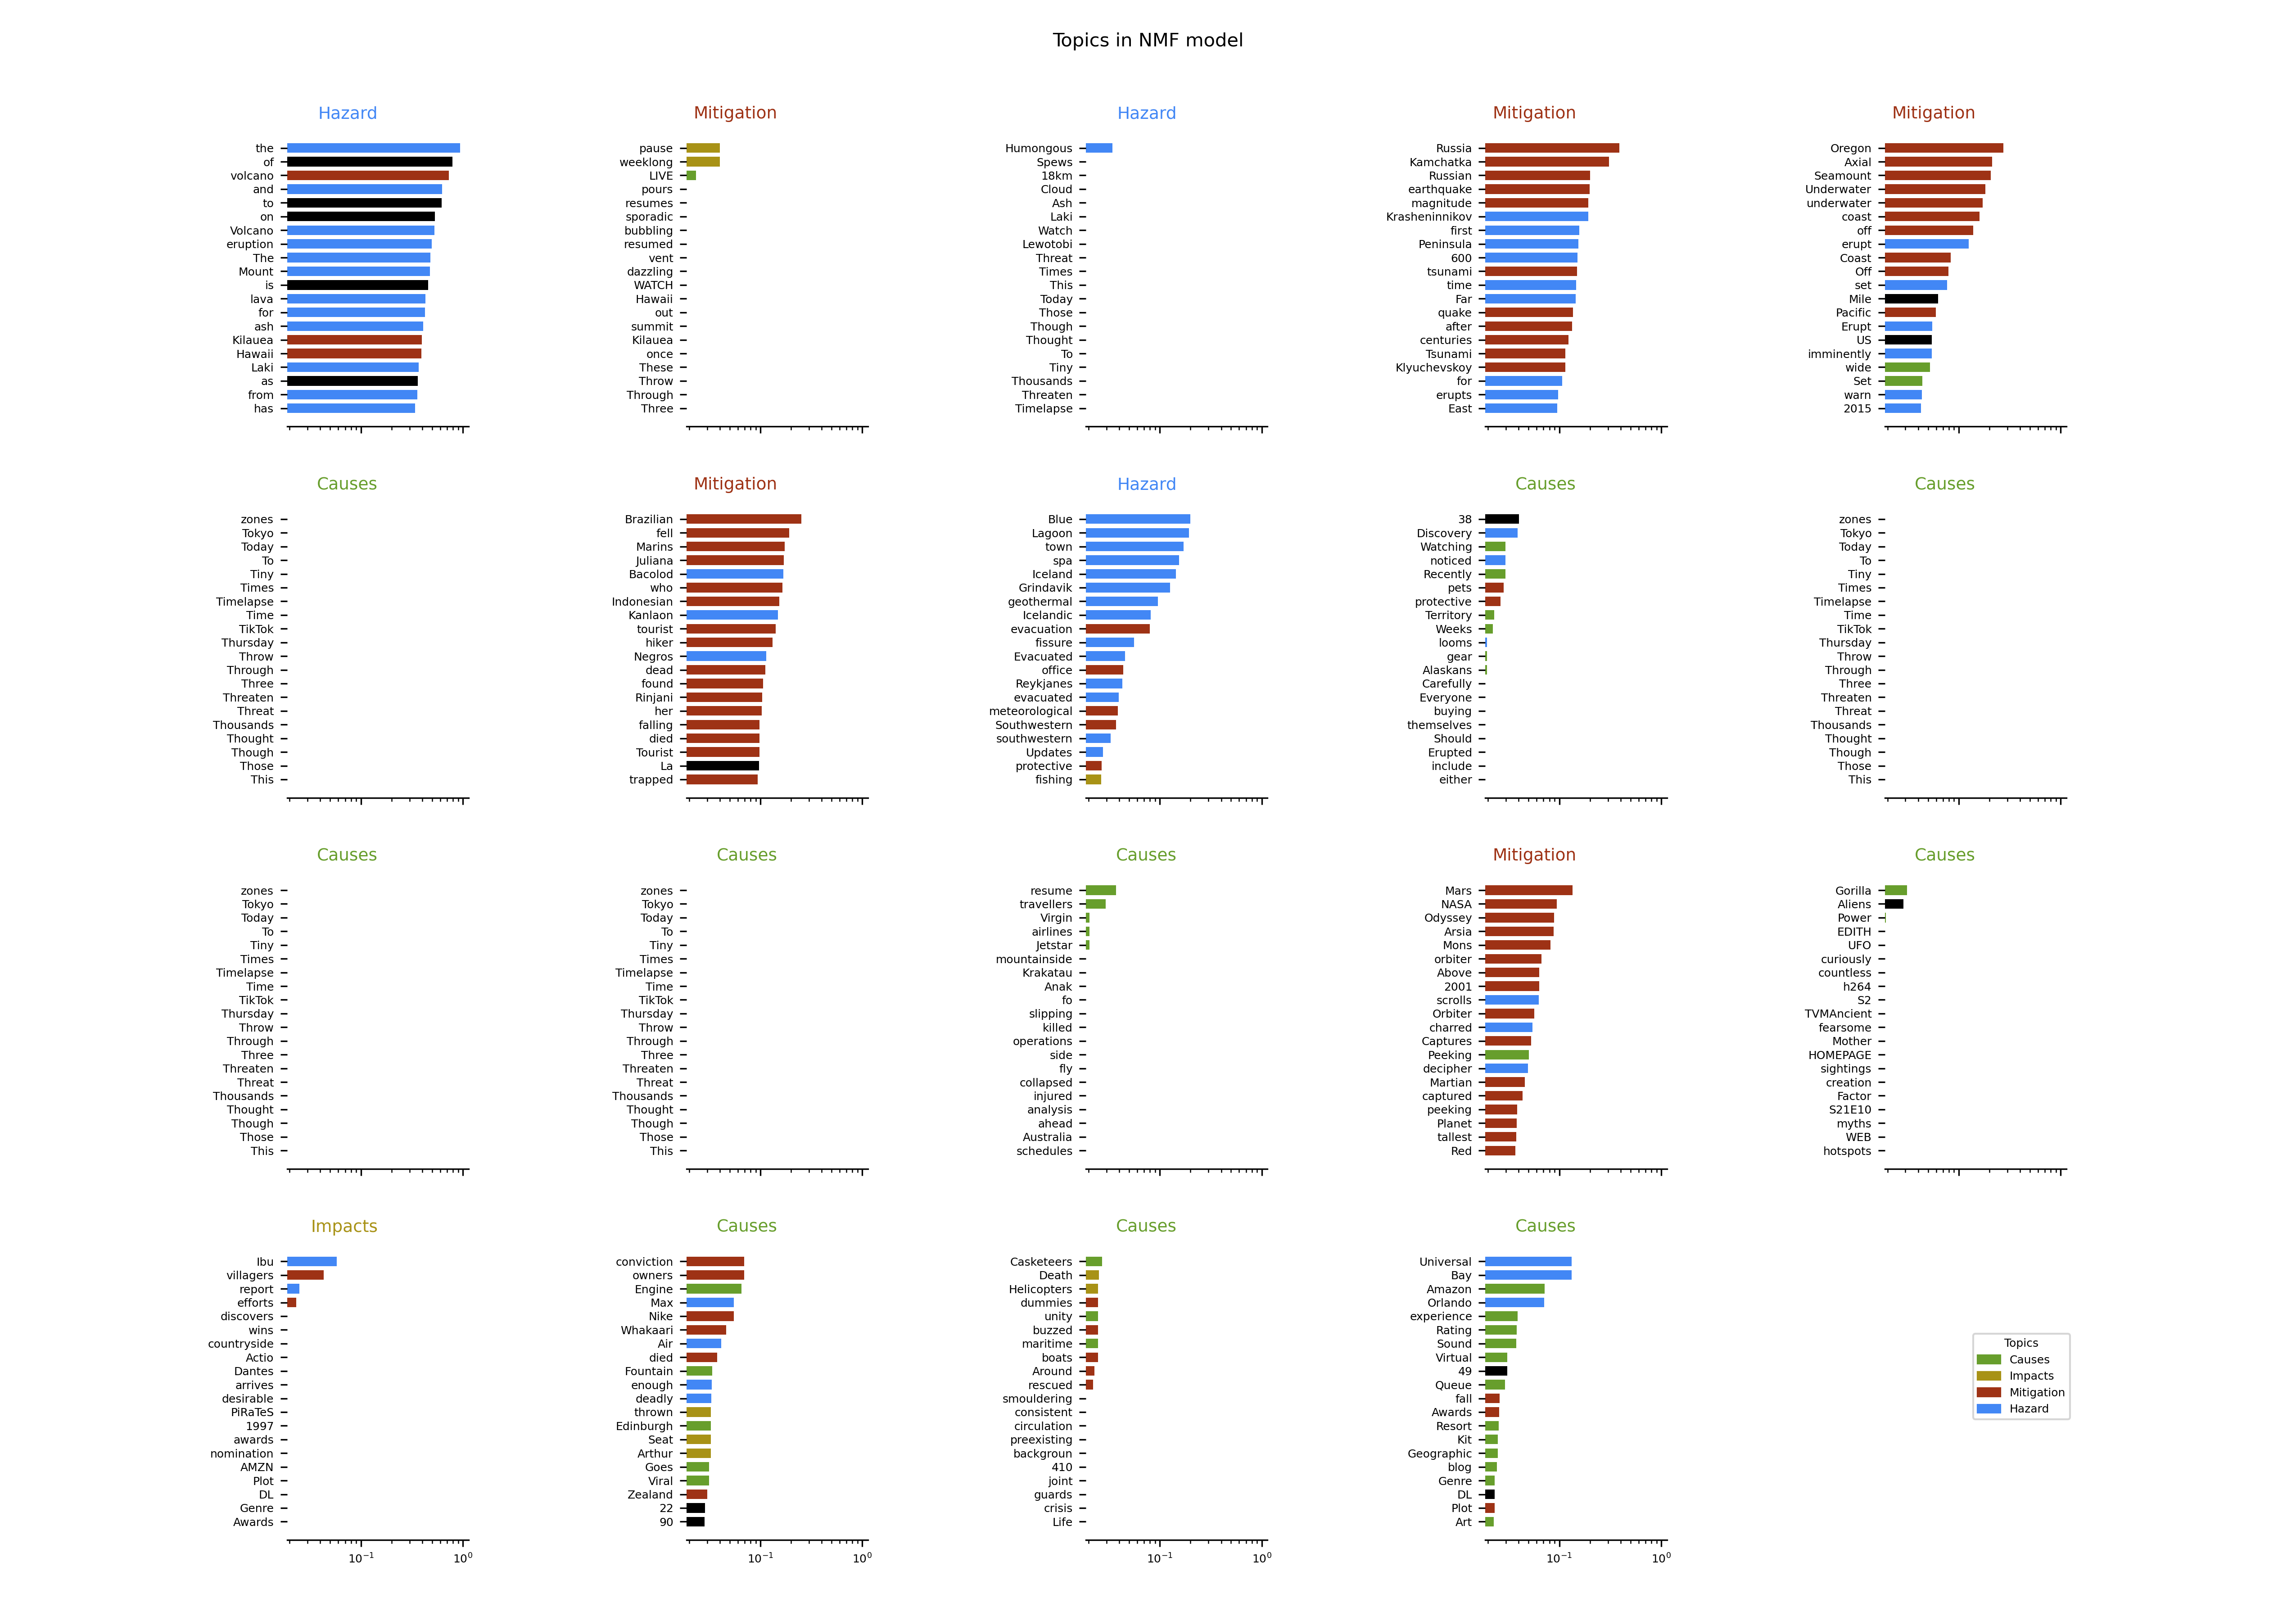 Topics in NMF model
Hazard
the
of
volcano
and
to
on
Volcano
eruption
The
Mount
is
lava
for
ash
Kilauea
Hawaii
Laki
as
from
has
Mitigation
pause
weeklong
LIVE
pours
resumes
sporadic
bubbling
resumed
vent
dazzling
WATCH
Hawaii
out
summit
Kilauea
once
These
Throw
Through
Three
Hazard
Humongous
Spews
18km
Cloud
Ash
Laki
Watch
Lewotobi
Threat
Times
This
Today
Those
Though
Thought
To
Tiny
Thousands
Threaten
Timelapse
Mitigation
Russia
Kamchatka
Russian
earthquake
magnitude
Krasheninnikov
first
Peninsula
600
tsunami
time
Far
quake
after
centuries
Tsunami
Klyuchevskoy
for
erupts
East
Mitigation
Oregon
Axial
Seamount
Underwater
underwater
coast
off
erupt
Coast
Off
set
Mile
Pacific
Erupt
US
imminently
wide
Set
warn
2015
Causes
zones
Tokyo
Today
To
Tiny
Times
Timelapse
Time
TikTok
Thursday
Throw
Through
Three
Threaten
Threat
Thousands
Thought
Though
Those
This
Mitigation
Brazilian
fell
Marins
Juliana
Bacolod
who
Indonesian
Kanlaon
tourist
hiker
Negros
dead
found
Rinjani
her
falling
died
Tourist
La
trapped
Hazard
Blue
Lagoon
town
spa
Iceland
Grindavik
geothermal
Icelandic
evacuation
fissure
Evacuated
office
Reykjanes
evacuated
meteorological
Southwestern
southwestern
Updates
protective
fishing
Causes
38
Discovery
Watching
noticed
Recently
pets
protective
Territory
Weeks
looms
gear
Alaskans
Carefully
Everyone
buying
themselves
Should
Erupted
include
either
Causes
zones
Tokyo
Today
To
Tiny
Times
Timelapse
Time
TikTok
Thursday
Throw
Through
Three
Threaten
Threat
Thousands
Thought
Though
Those
This
Causes
zones
Tokyo
Today
To
Tiny
Times
Timelapse
Time
TikTok
Thursday
Throw
Through
Three
Threaten
Threat
Thousands
Thought
Though
Those
This
Causes
zones
Tokyo
Today
To
Tiny
Times
Timelapse
Time
TikTok
Thursday
Throw
Through
Three
Threaten
Threat
Thousands
Thought
Though
Those
This
Causes
resume
travellers
Virgin
airlines
Jetstar
mountainside
Krakatau
Anak
fo
slipping
killed
operations
side
fly
collapsed
injured
analysis
ahead
Australia
schedules
Mitigation
Mars
NASA
Odyssey
Arsia
Mons
orbiter
Above
2001
scrolls
Orbiter
charred
Captures
Peeking
decipher
Martian
captured
peeking
Planet
tallest
Red
Causes
Gorilla
Aliens
Power
EDITH
UFO
curiously
countless
h264
S2
TVMAncient
fearsome
Mother
HOMEPAGE
sightings
creation
Factor
S21E10
myths
WEB
hotspots
Impacts
Ibu
villagers
report
efforts
discovers
wins
countryside
Actio
Dantes
arrives
desirable
PiRaTeS
1997
awards
nomination
AMZN
Plot
DL
Genre
Awards
10⁻¹ 10⁰
Causes
conviction
owners
Engine
Max
Nike
Whakaari
Air
died
Fountain
enough
deadly
thrown
Edinburgh
Seat
Arthur
Goes
Viral
Zealand
22
90
10⁻¹ 10⁰
Causes
Casketeers
Death
Helicopters
dummies
unity
buzzed
maritime
boats
Around
rescued
smouldering
consistent
circulation
preexisting
backgroun
410
joint
guards
crisis
Life
10⁻¹ 10⁰
Causes
Universal
Bay
Amazon
Orlando
experience
Rating
Sound
Virtual
49
Queue
fall
Awards
Resort
Kit
Geographic
blog
Genre
DL
Plot
Art
10⁻¹ 10⁰
Topics
Causes
Impacts
Mitigation
Hazard